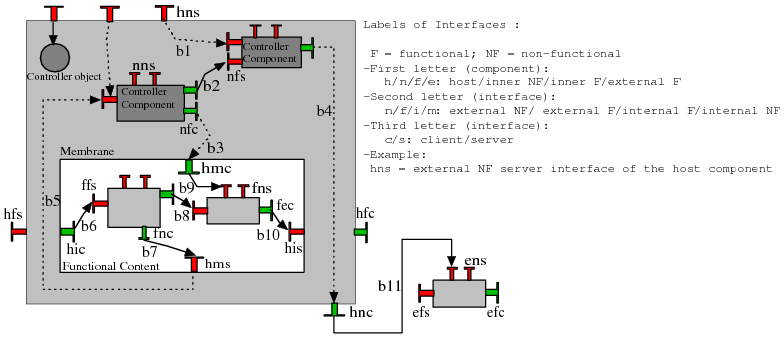 hns
b1
Controller
Component
nns
nfs
Controller object
Controller
Component
b2
b4
nfc
b3
Membrane
hmc
b9
ffs
fns
b5
hfs
b6
b8
fec
hfc
hic
fnc
b7
b10
his
Functional Content
hms
ens
b11
hnc
efs
efc
Labels of Interfaces :
F = functional; NF = non-functional
-First letter (component):
h/n/f/e: host/inner NF/inner F/external F
-Second letter (interface):
n/f/i/m: external NF/ external F/internal F/internal NF
-Third letter (interface):
c/s: client/server
-Example:
hns = external NF server interface of the host component